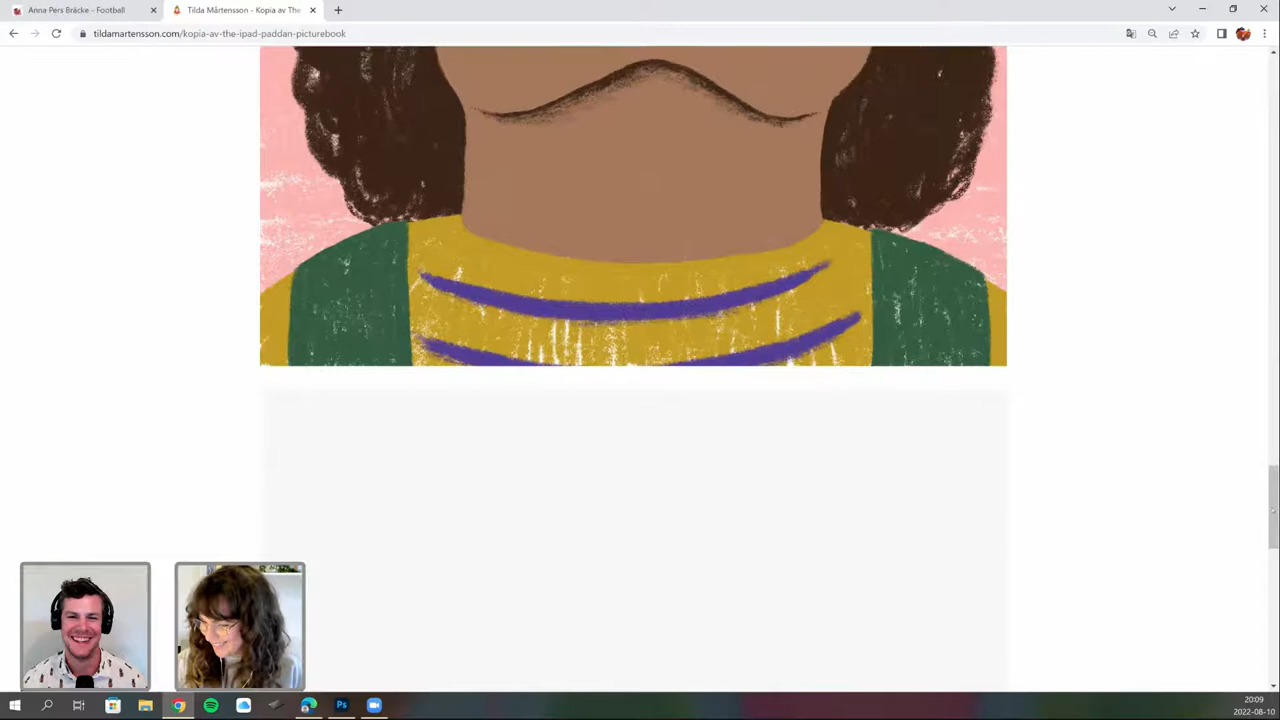 Anna Pers Bräcke - Football
Tilda Mårtensson - Kopia av The
tildamartensson.com/kopia-av-the-ipad-paddan-picturebook
Ps
20:09
2022-08-10